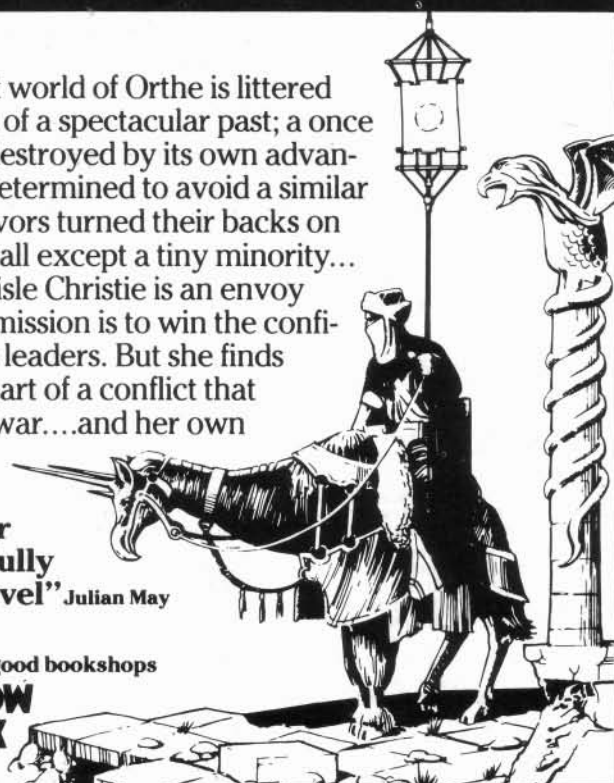 world of Orthe is littered
of a spectacular past; a once
estroyed by its own advan-
etermined to avoid a similar
vors turned their backs on
all except a tiny minority...
isle Christie is an envoy
mission is to win the confi-
leaders. But she finds
art of a conflict that
war....and her own
r
ully
vel” Julian May
good bookshops
OW
X